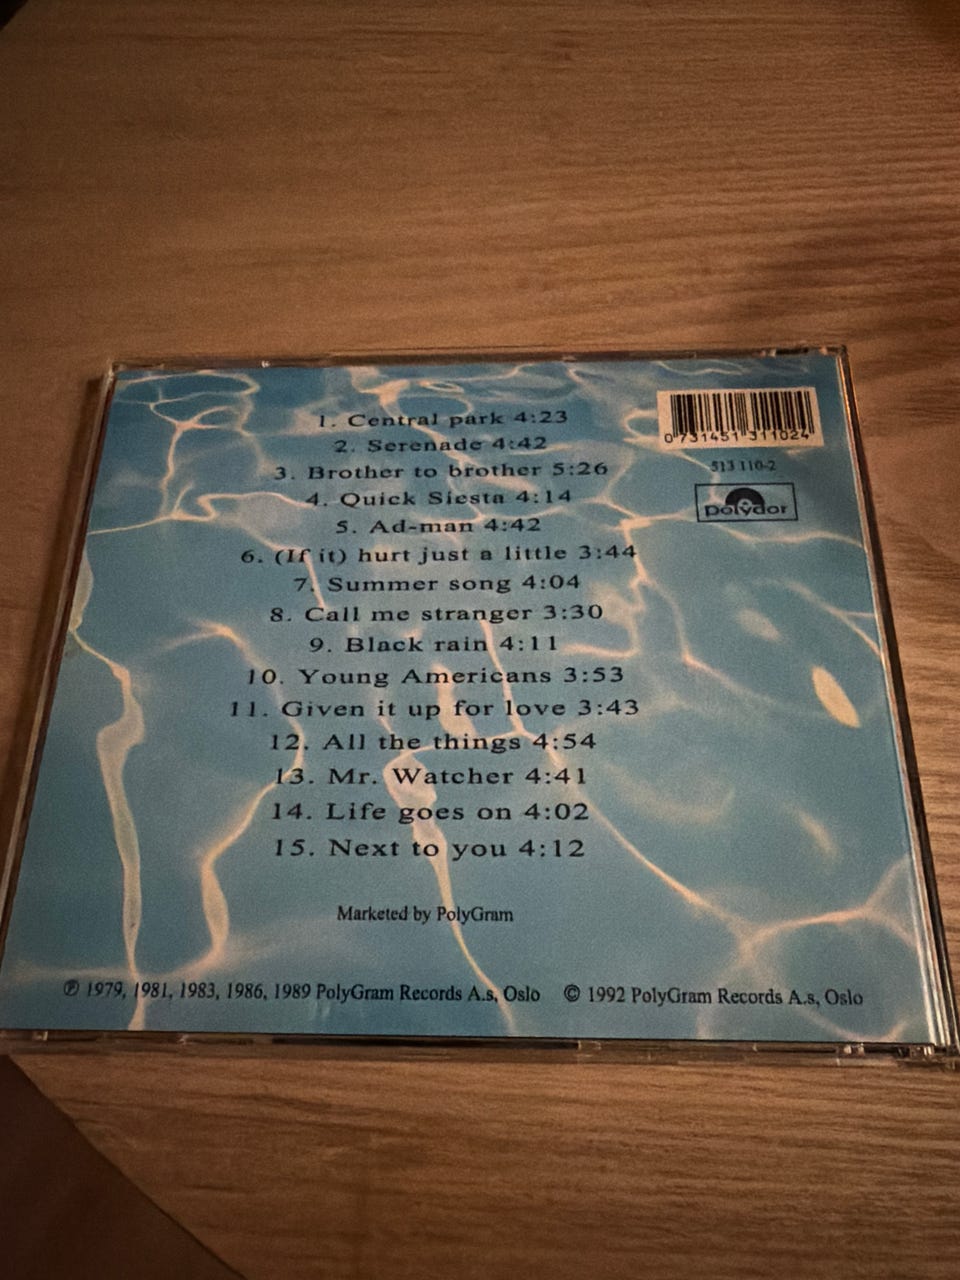 1. Central park 4:23
2. Serenade 4:42
3. Brother to brother 5:26
4. Quick Siesta 4:14
5. Ad-man 4:42
6. (If it) hurt just a little 3:44
7. Summer song 4:04
8. Call me stranger 3:30
9. Black rain 4:11
10. Young Americans 3:53
11. Given it up for love 3:43
12. All the things 4:54
13. Mr. Watcher 4:41
14. Life goes on 4:02
15. Next to you 4:12
0 731451 311024
513 110-2
polydor
Marketed by PolyGram
℗ 1979, 1981, 1983, 1986, 1989 PolyGram Records A.s, Oslo © 1992 PolyGram Records A.s, Oslo